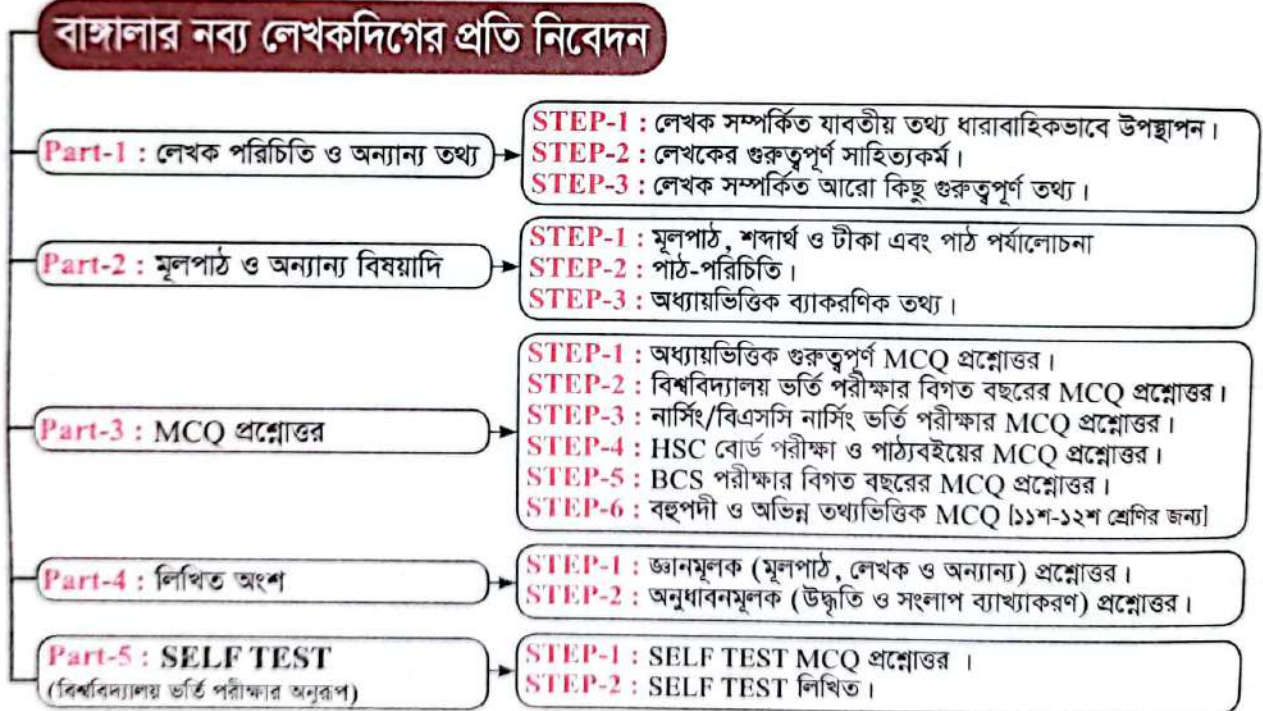 বাঙ্গালার নব্য লেখকদিগের প্রতি নিবেদন
Part-1 : লেখক পরিচিতি ও অন্যান্য তথ্য
STEP-1 : লেখক সম্পর্কিত যাবতীয় তথ্য ধারাবাহিকভাবে উপস্থাপন।
STEP-2 : লেখকের গুরুত্বপূর্ণ সাহিত্যকর্ম।
STEP-3 : লেখক সম্পর্কিত আরো কিছু গুরুত্বপূর্ণ তথ্য।
Part-2 : মূলপাঠ ও অন্যান্য বিষয়াদি
STEP-1 : মূলপাঠ, শব্দার্থ ও টীকা এবং পাঠ পর্যালোচনা
STEP-2 : পাঠ-পরিচিতি।
STEP-3 : অধ্যায়ভিত্তিক ব্যাকরণিক তথ্য।
Part-3 : MCQ প্রশ্নোত্তর
STEP-1 : অধ্যায়ভিত্তিক গুরুত্বপূর্ণ MCQ প্রশ্নোত্তর।
STEP-2 : বিশ্ববিদ্যালয় ভর্তি পরীক্ষার বিগত বছরের MCQ প্রশ্নোত্তর।
STEP-3 : নার্সিং/বিএসসি নার্সিং ভর্তি পরীক্ষার MCQ প্রশ্নোত্তর।
STEP-4 : HSC বোর্ড পরীক্ষা ও পাঠ্যবইয়ের MCQ প্রশ্নোত্তর।
STEP-5 : BCS পরীক্ষার বিগত বছরের MCQ প্রশ্নোত্তর।
STEP-6 : বহুপদী ও অভিন্ন তথ্যভিত্তিক MCQ [১১শ-১২শ শ্রেণির জন্য]
Part-4 : লিখিত অংশ
STEP-1 : জ্ঞানমূলক (মূলপাঠ, লেখক ও অন্যান্য) প্রশ্নোত্তর।
STEP-2 : অনুধাবনমূলক (উদ্ধৃতি ও সংলাপ ব্যাখ্যাকরণ) প্রশ্নোত্তর।
Part-5 : SELF TEST
(বিশ্ববিদ্যালয় ভর্তি পরীক্ষার অনুরূপ)
STEP-1 : SELF TEST MCQ প্রশ্নোত্তর ।
STEP-2 : SELF TEST লিখিত।